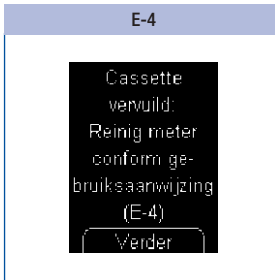 E-4
Cassette
vervuild:
Reinig meter
conform ge-
bruiksaanwijzing
(E-4)
Verder